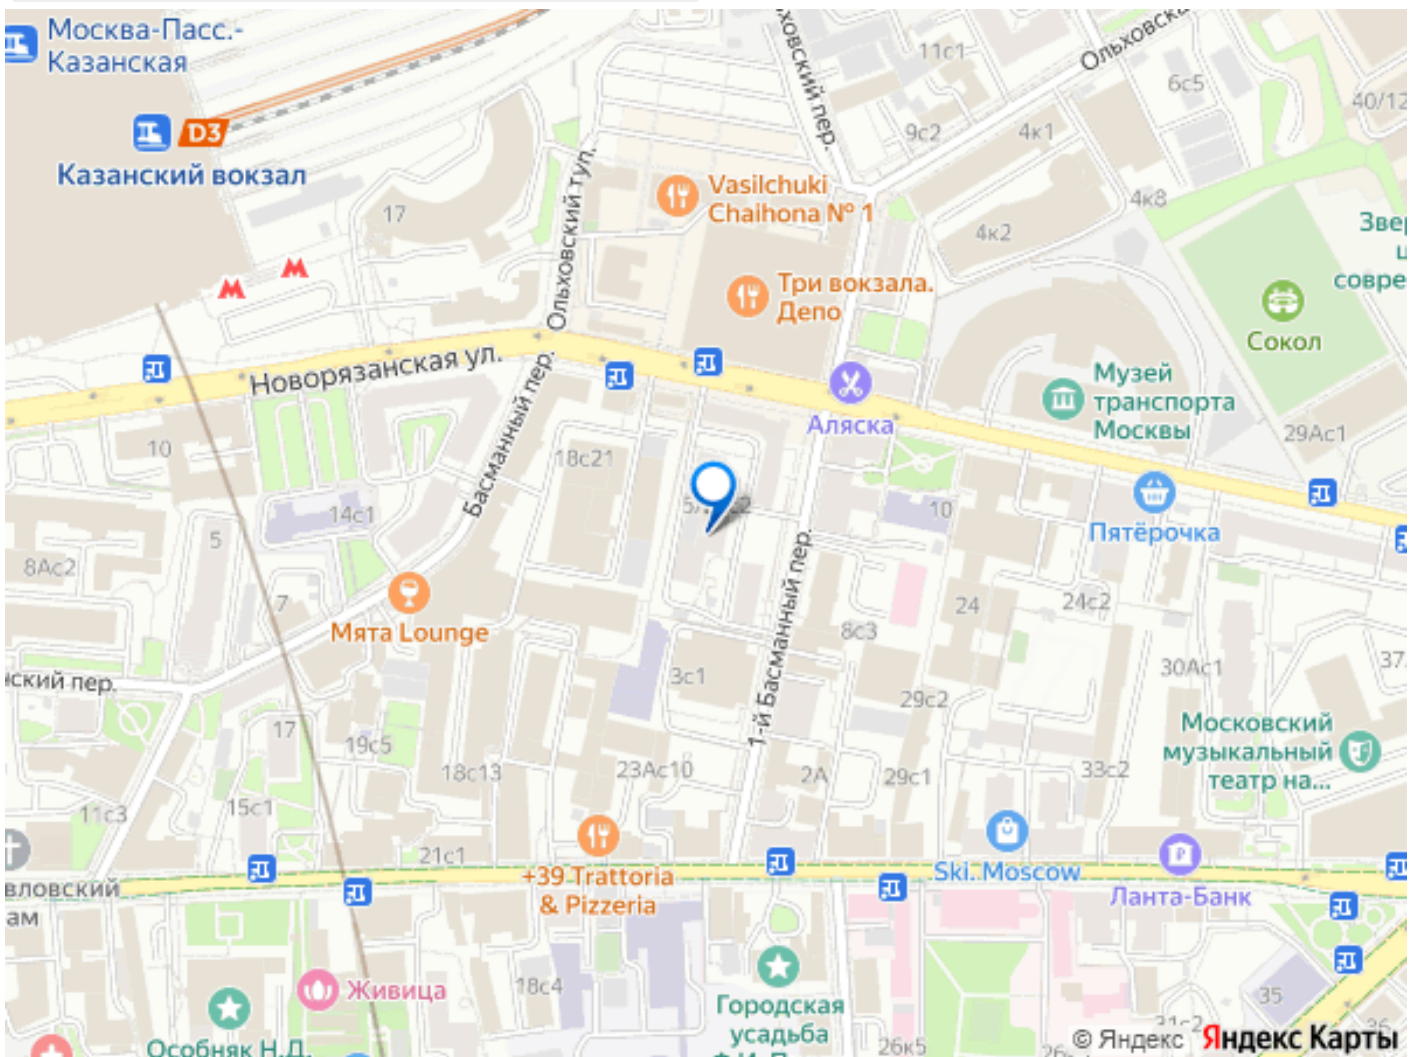 Москва-Пасс.-
Казанская
D3
Казанский вокзал
Ольховский туп.
ховский пер.
Ольховска
11с1
6с5
40/12
9с2
4к1
4к8
4к2
17
Vasilchuki
Chaihona № 1
Три вокзала.
Депо
Звер
ц
совре
Сокол
Новорязанская ул.
Басманный пер.
Аляска
Музей
транспорта
Москвы
29Ас1
10
18с21
14с1
5
8Ас2
7
10
Пятёрочка
Мята Lounge
1-й Басманный пер.
24
24с2
8с3
3с1
30Ас1
37
29с2
ский пер.
17
19с5
18с13
23Ас10
2А
29с1
33с2
Московский
музыкальный
театр на...
11с3
15с1
21с1
+39 Trattoria
& Pizzeria
Ski. Moscow
Ланта-Банк
вловский
ам
Живица
18с4
Городская
усадьба
Особняк Н.Д.
26к5
35
© Яндекс
Яндекс Карты